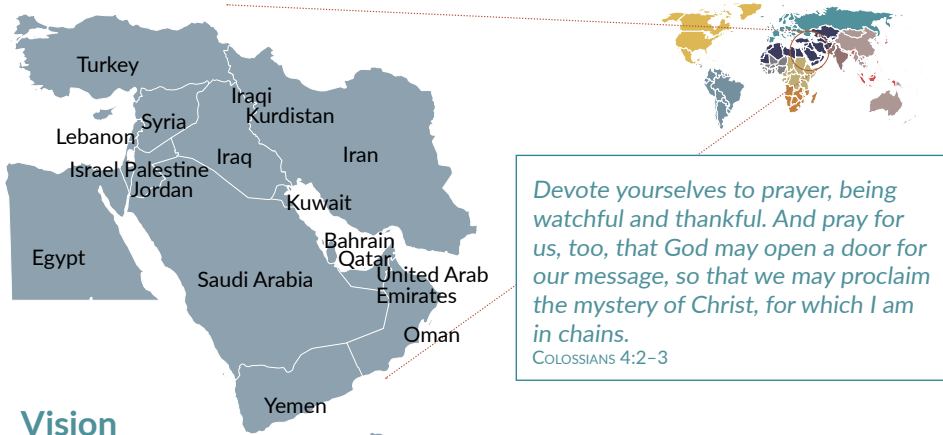 Turkey
Iraqi
Kurdistan
Syria
Lebanon
Iraq
Iran
Israel Palestine
Jordan
Kuwait
Bahrain
Qatar
Egypt
Saudi Arabia
United Arab
Emirates
Oman
Yemen
Devote yourselves to prayer, being
watchful and thankful. And pray for
us, too, that God may open a door for
our message, so that we may proclaim
the mystery of Christ, for which I am
in chains.
Colossians 4:2–3
Vision